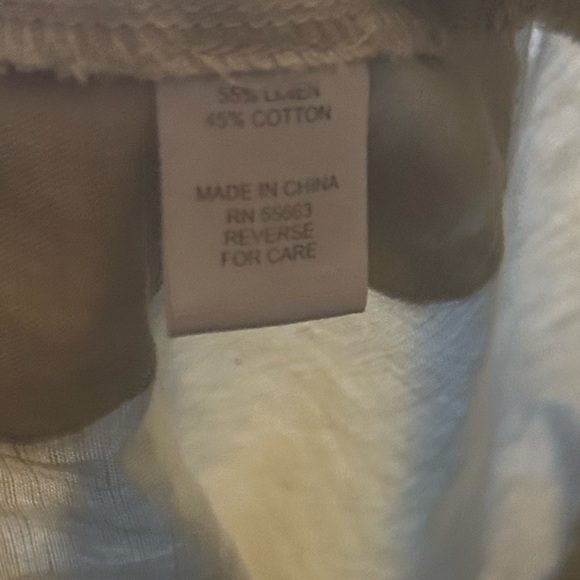 55% LINEN
45% COTTON
MADE IN CHINA
RN 55663
REVERSE
FOR CARE